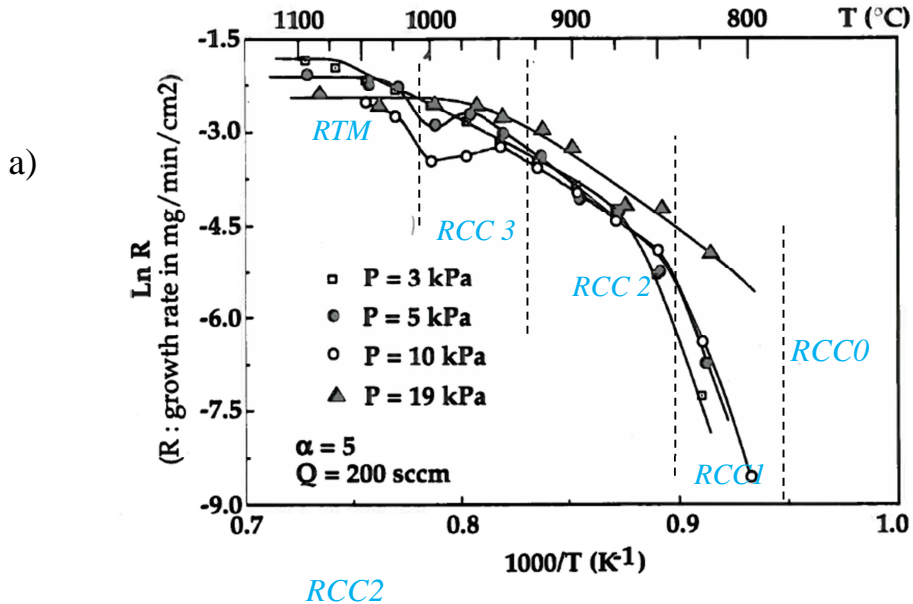 1100 1000 900 800 T (°C)
-1.5
-3.0
-4.5
-6.0
-7.5
-9.0
a)
Ln R
(R : growth rate in mg/min/cm2)
RTM
RCC 3
RCC 2
RCC0
RCC1
P = 3 kPa
P = 5 kPa
P = 10 kPa
P = 19 kPa
α = 5
Q = 200 sccm
0.7 0.8 0.9 1.0
1000/T (K-1)
RCC2